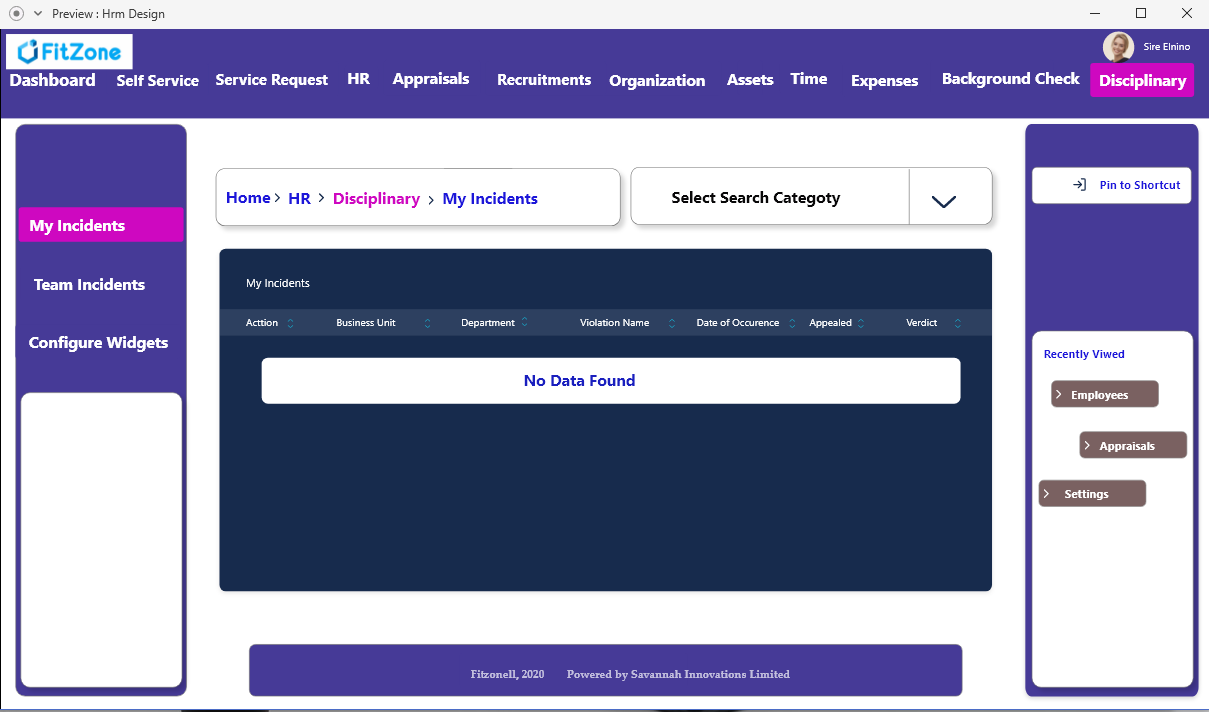 Preview : Hrm Design
FitZone
Sire Elnino
Dashboard Self Service Service Request HR Appraisals Recruitments Organization Assets Time Expenses Background Check Disciplinary
Home > HR > Disciplinary > My Incidents
Select Search Categoty
Pin to Shortcut
My Incidents
Team Incidents
Configure Widgets
My Incidents
Acttion Business Unit Department Violation Name Date of Occurence Appealed Verdict
No Data Found
Recently Viwed
> Employees
> Appraisals
> Settings
Fitzonell, 2020 Powered by Savannah Innovations Limited